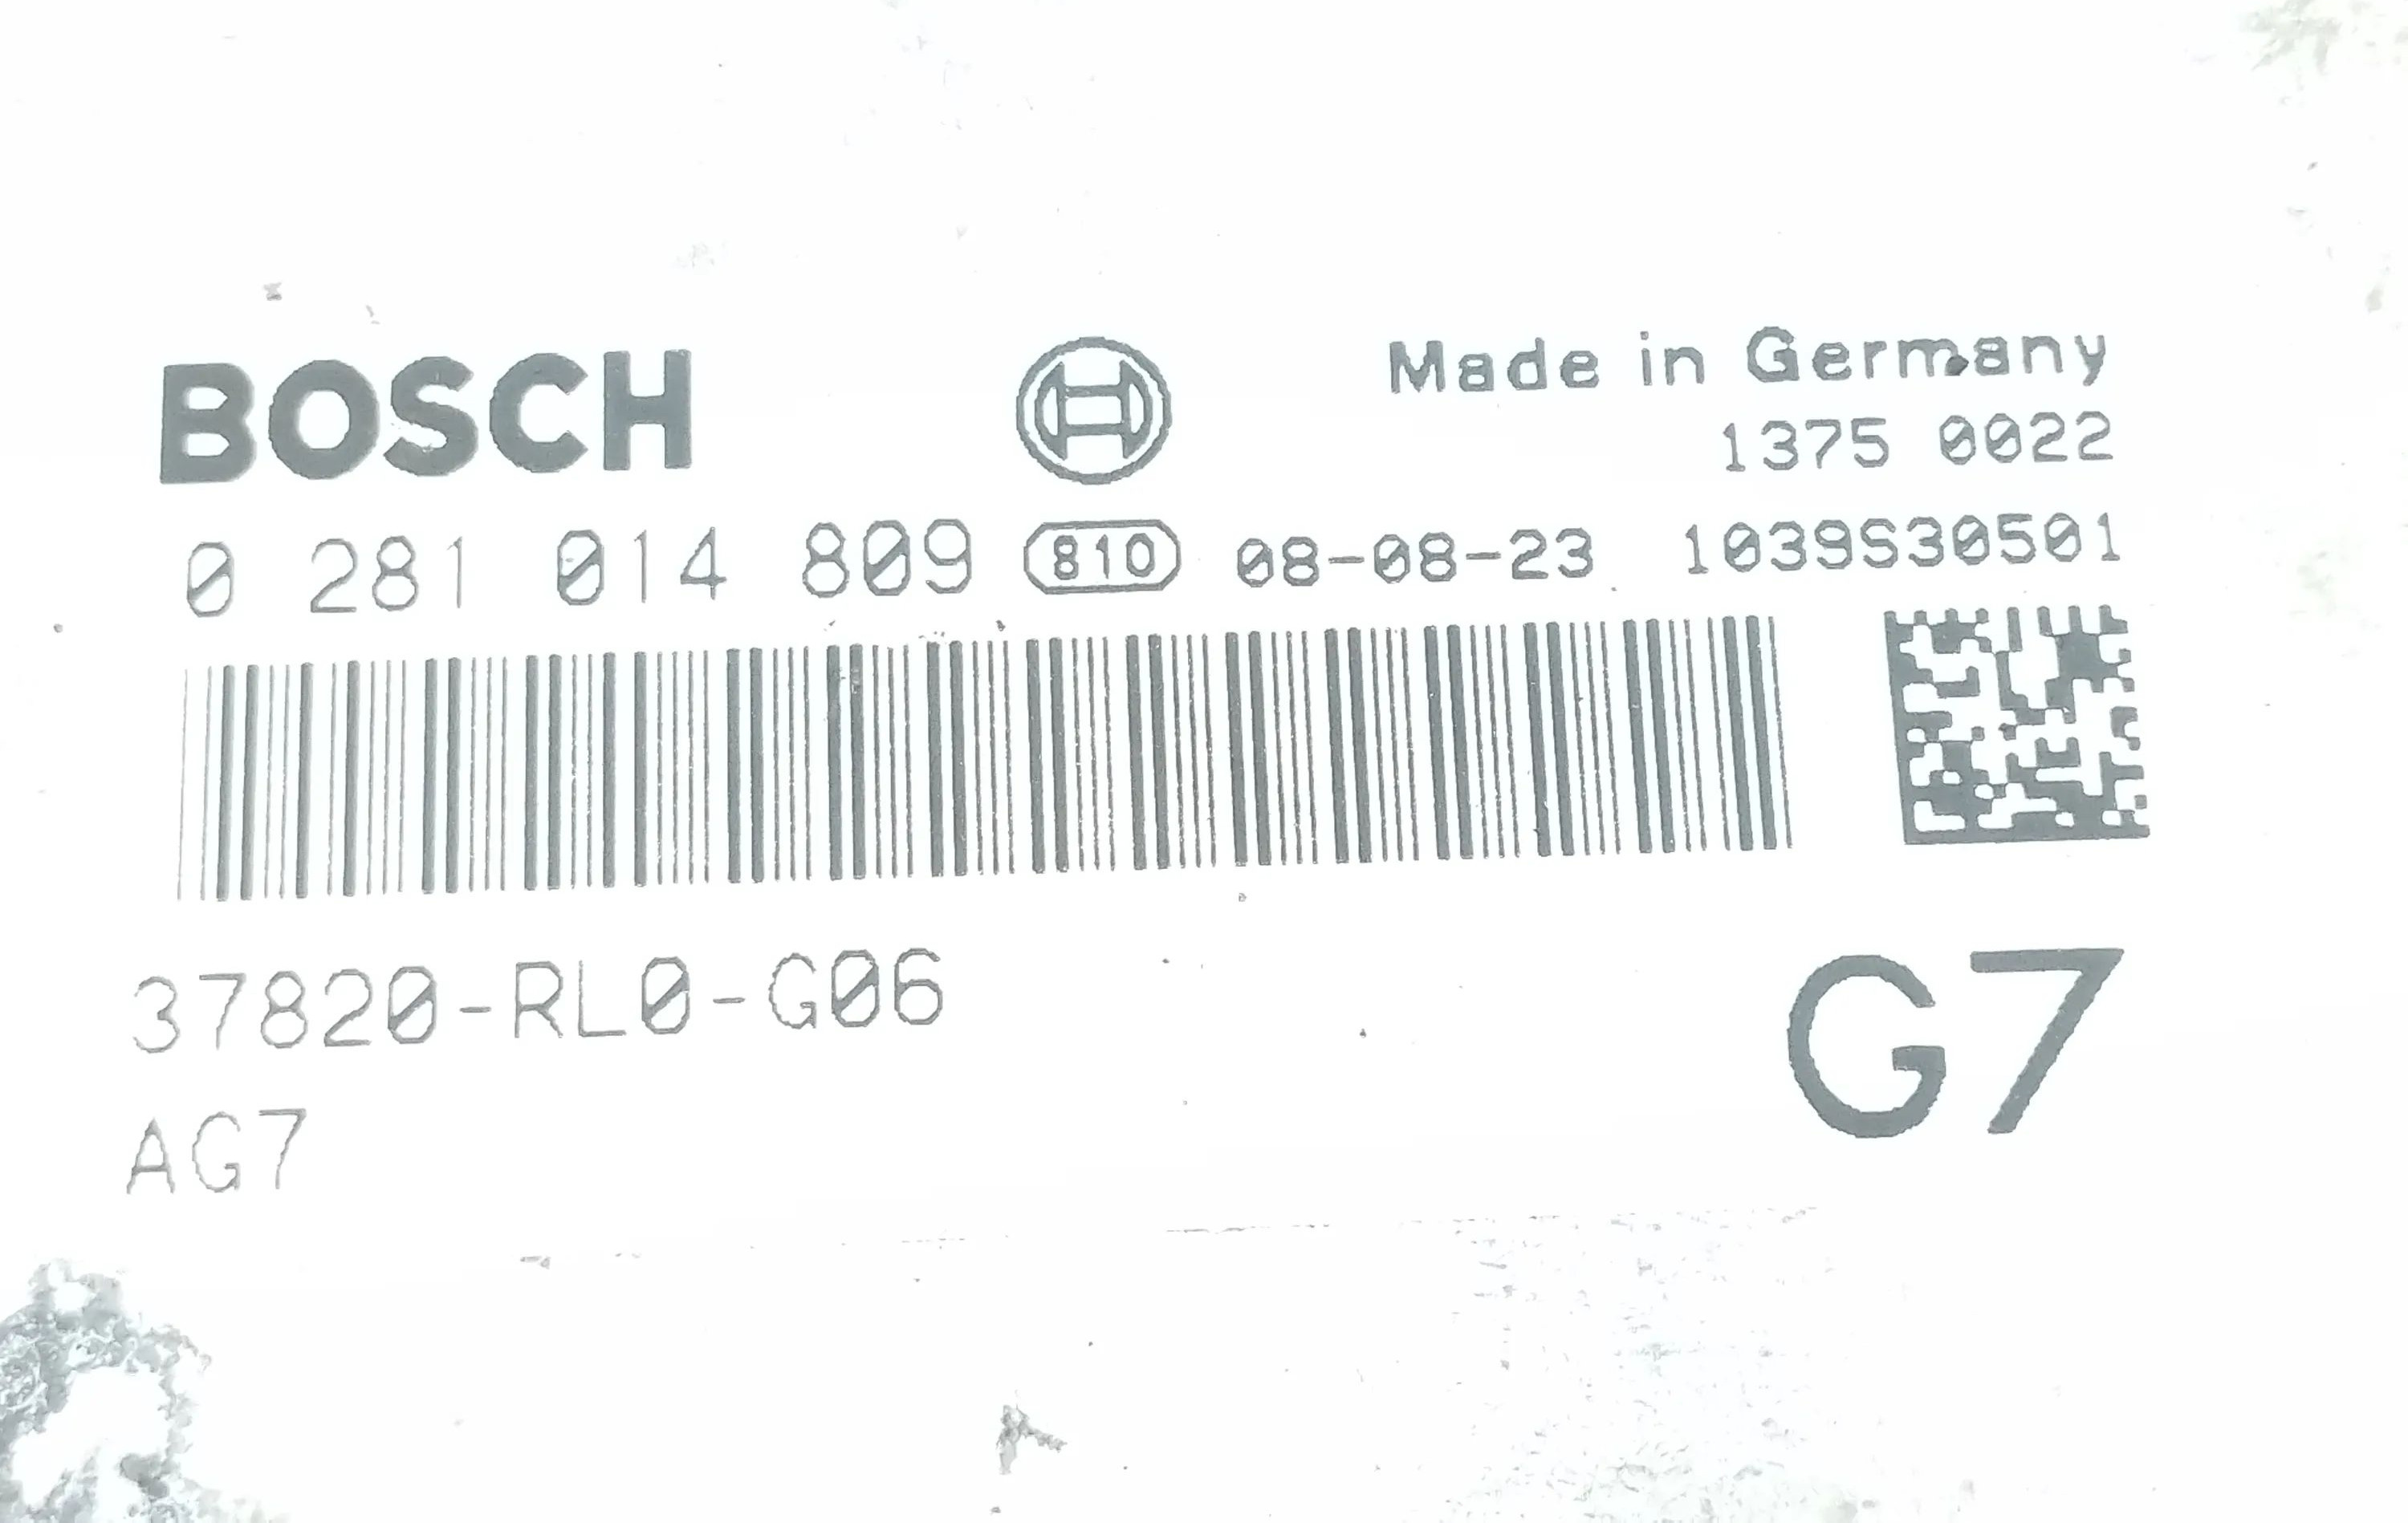 BOSCH
Made in Germany
1375 0022
0 281 014 809 810 08-08-23 1039S30501
37820-RL0-G06
G7
AG7